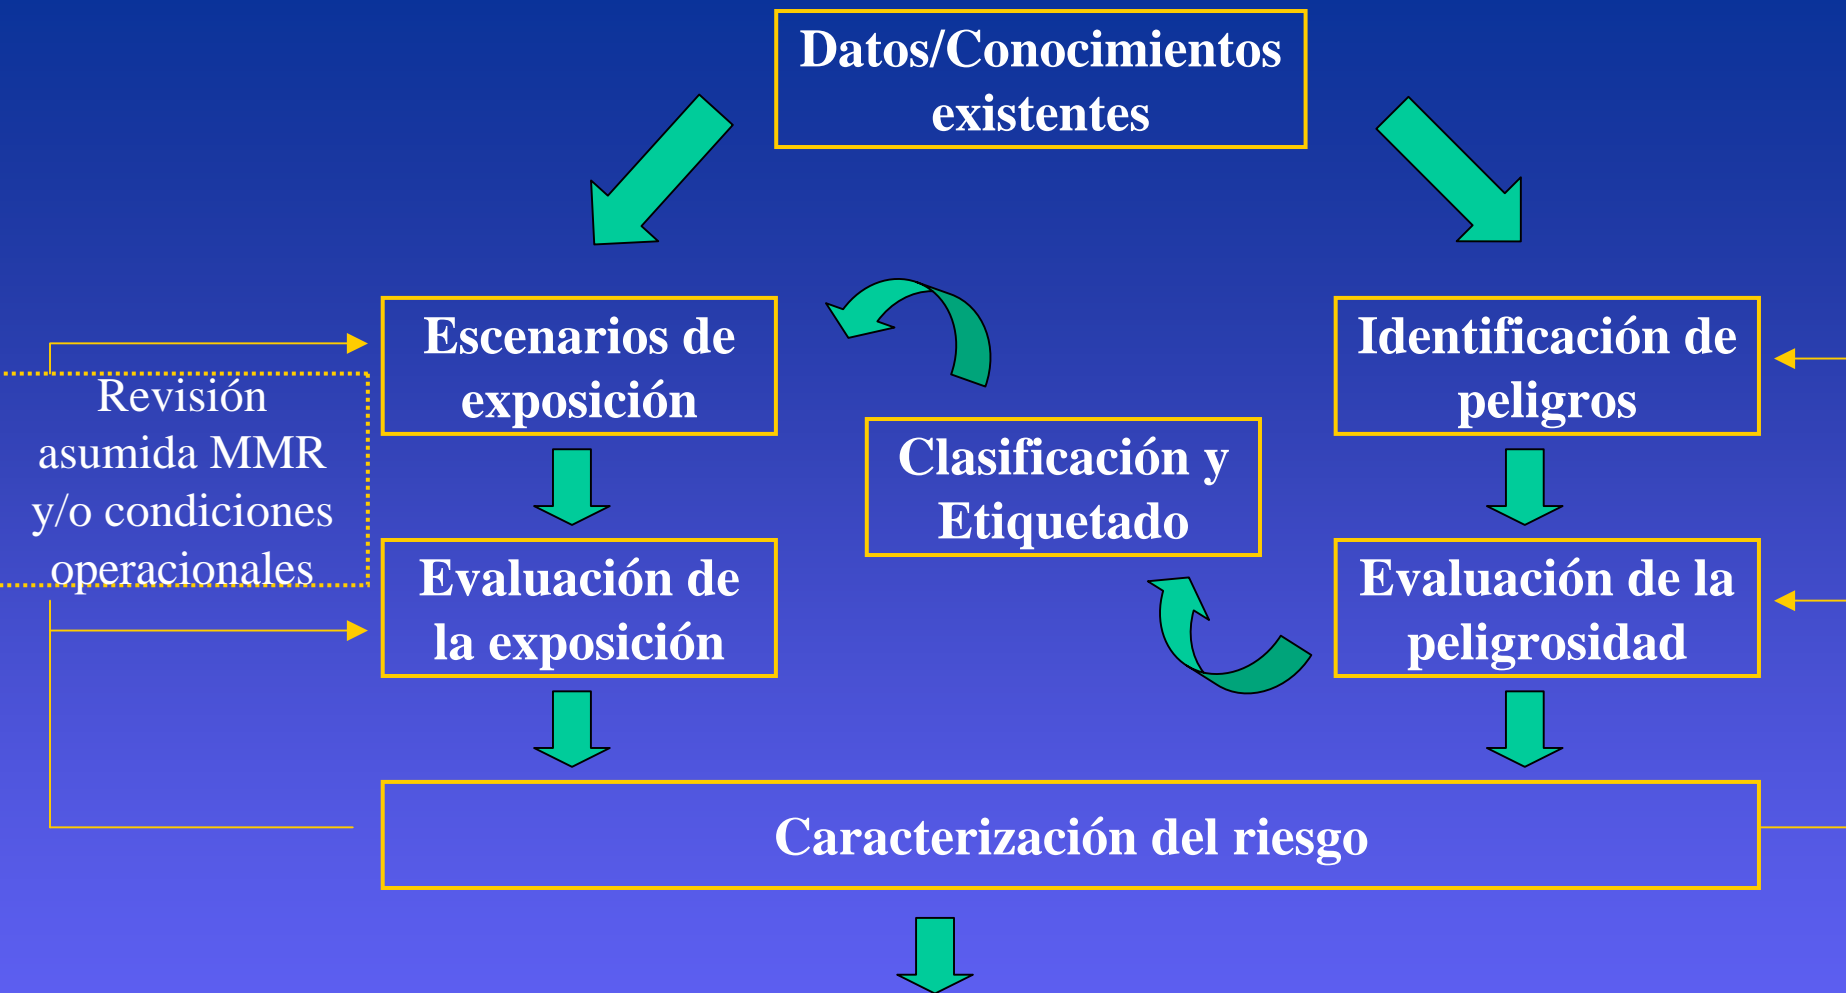 Datos/Conocimientos
existentes
Escenarios de
exposición
Identificación de
peligros
Revisión
asumida MMR
y/o condiciones
operacionales
Clasificación y
Etiquetado
Evaluación de
la exposición
Evaluación de la
peligrosidad
Caracterización del riesgo